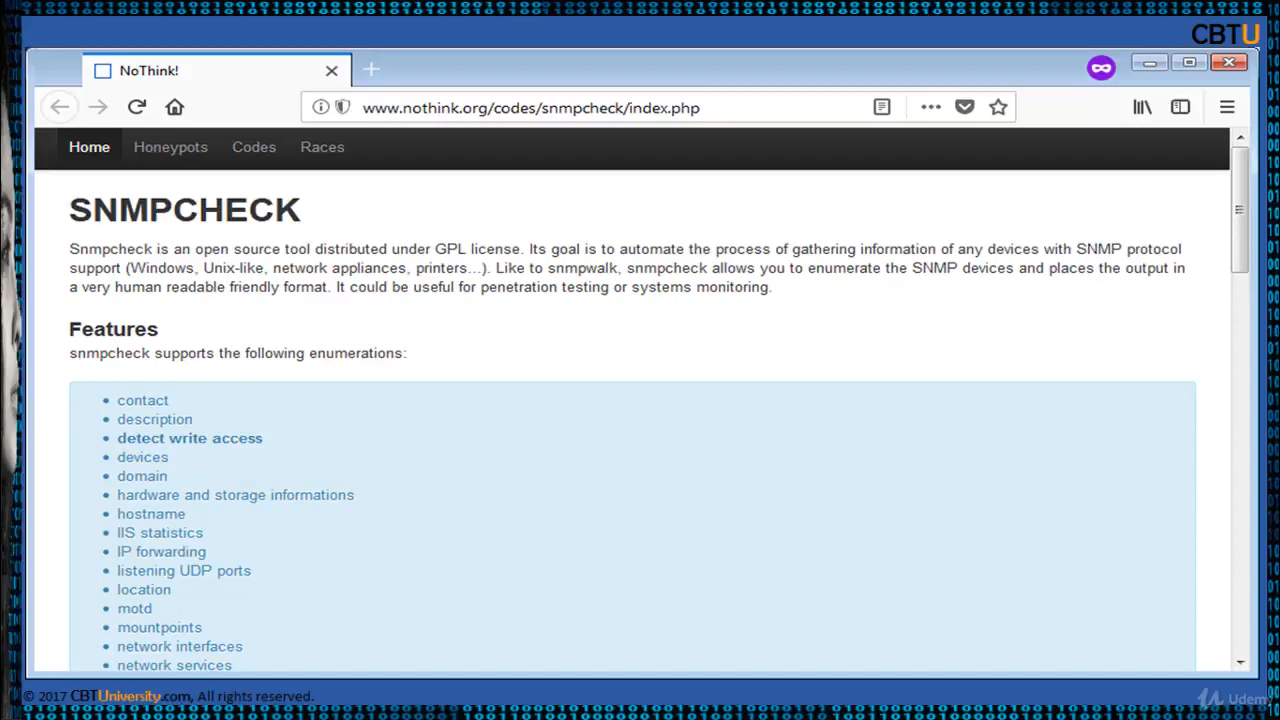 CBTU
NoThink!
www.nothink.org/codes/snmpcheck/index.php
Home Honeypots Codes Races
SNMPCHECK
Snmpcheck is an open source tool distributed under GPL license. Its goal is to automate the process of gathering information of any devices with SNMP protocol
support (Windows, Unix-like, network appliances, printers...). Like to snmpwalk, snmpcheck allows you to enumerate the SNMP devices and places the output in
a very human readable friendly format. It could be useful for penetration testing or systems monitoring.
Features
snmpcheck supports the following enumerations:
• contact
• description
• detect write access
• devices
• domain
• hardware and storage informations
• hostname
• IIS statistics
• IP forwarding
• listening UDP ports
• location
• motd
• mountpoints
• network interfaces
• network services
© 2017 CBTUniversity.com, All rights reserved.